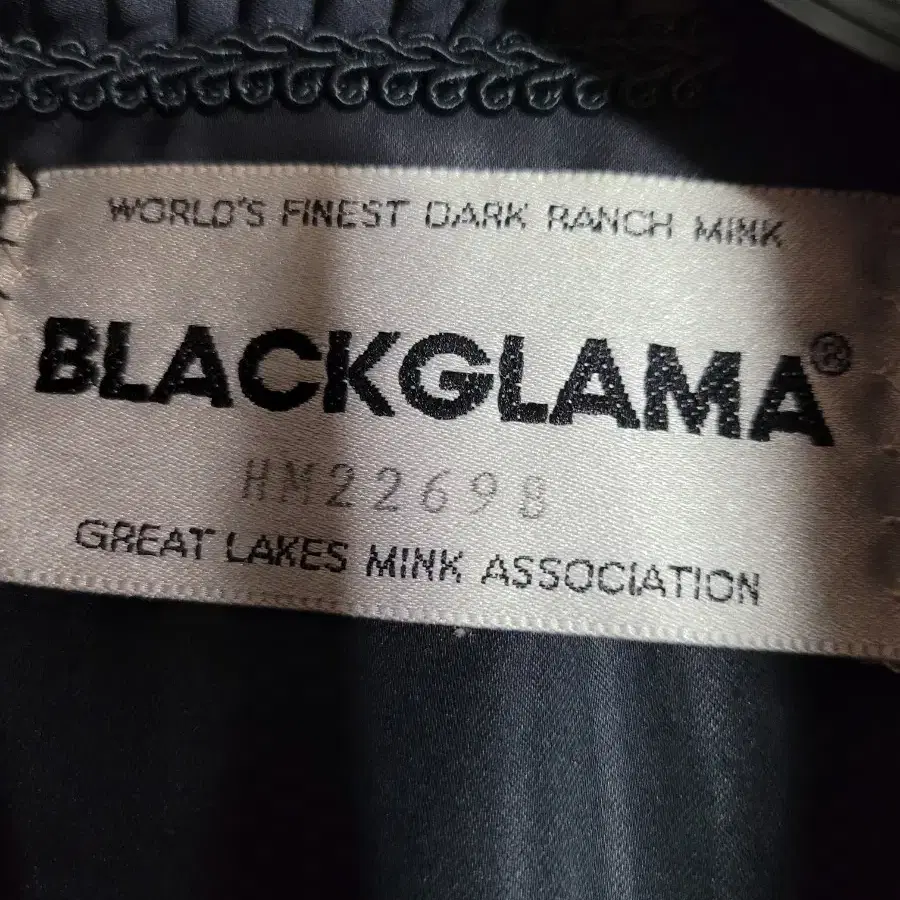 WORLD'S FINEST DARK RANCH MINK
BLACKGLAMA®
HM22698
GREAT LAKES MINK ASSOCIATION